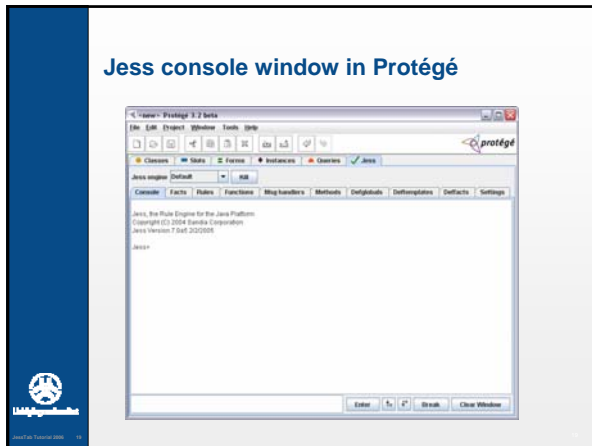 Jess console window in Protégé
<new> Protégé 3.2 beta
File Edit Project Window Tools Help
protégé
Classes Slots Forms Instances Queries Jess
Jess engine Default Kill
Console Facts Rules Functions Msg handlers Methods Defglobals Deftemplates Deffacts Settings
Jess, the Rule Engine for the Java Platform
Copyright (C) 2004 Sandia Corporation
Jess Version 7.0a5 2/2/2005
Jess>
Enter Break Clear Window
JessTab Tutorial 2006 19